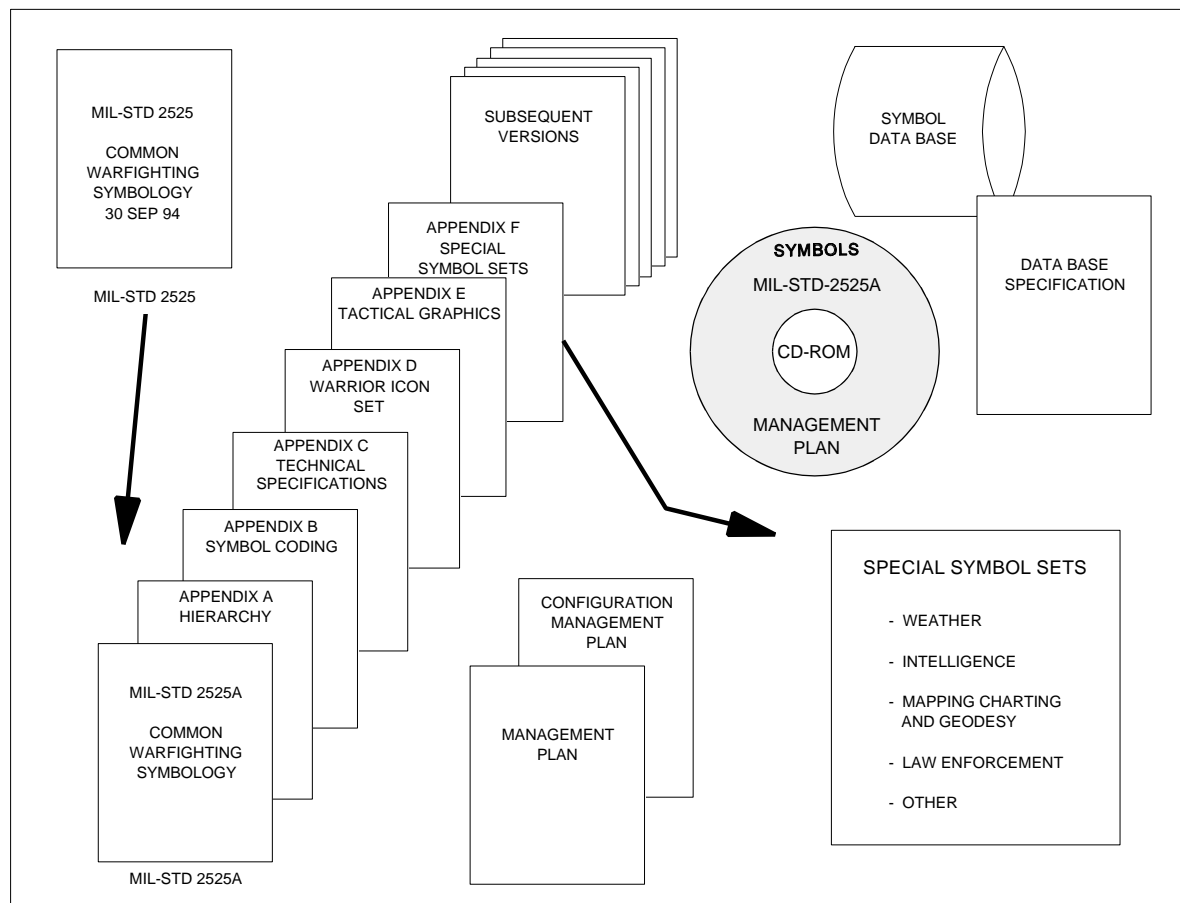 MIL-STD 2525
COMMON
WARFIGHTING
SYMBOLOGY
30 SEP 94
MIL-STD 2525
SUBSEQUENT
VERSIONS
APPENDIX F
SPECIAL
SYMBOL SETS
APPENDIX E
TACTICAL GRAPHICS
APPENDIX D
WARRIOR ICON
SET
APPENDIX C
TECHNICAL
SPECIFICATIONS
APPENDIX B
SYMBOL CODING
APPENDIX A
HIERARCHY
MIL-STD 2525A
COMMON
WARFIGHTING
SYMBOLOGY
MIL-STD 2525A
CONFIGURATION
MANAGEMENT
PLAN
MANAGEMENT
PLAN
SYMBOL
DATA BASE
DATA BASE
SPECIFICATION
SYMBOLS
MIL-STD-2525A
CD-ROM
MANAGEMENT
PLAN
SPECIAL SYMBOL SETS
- WEATHER
- INTELLIGENCE
- MAPPING CHARTING
AND GEODESY
- LAW ENFORCEMENT
- OTHER